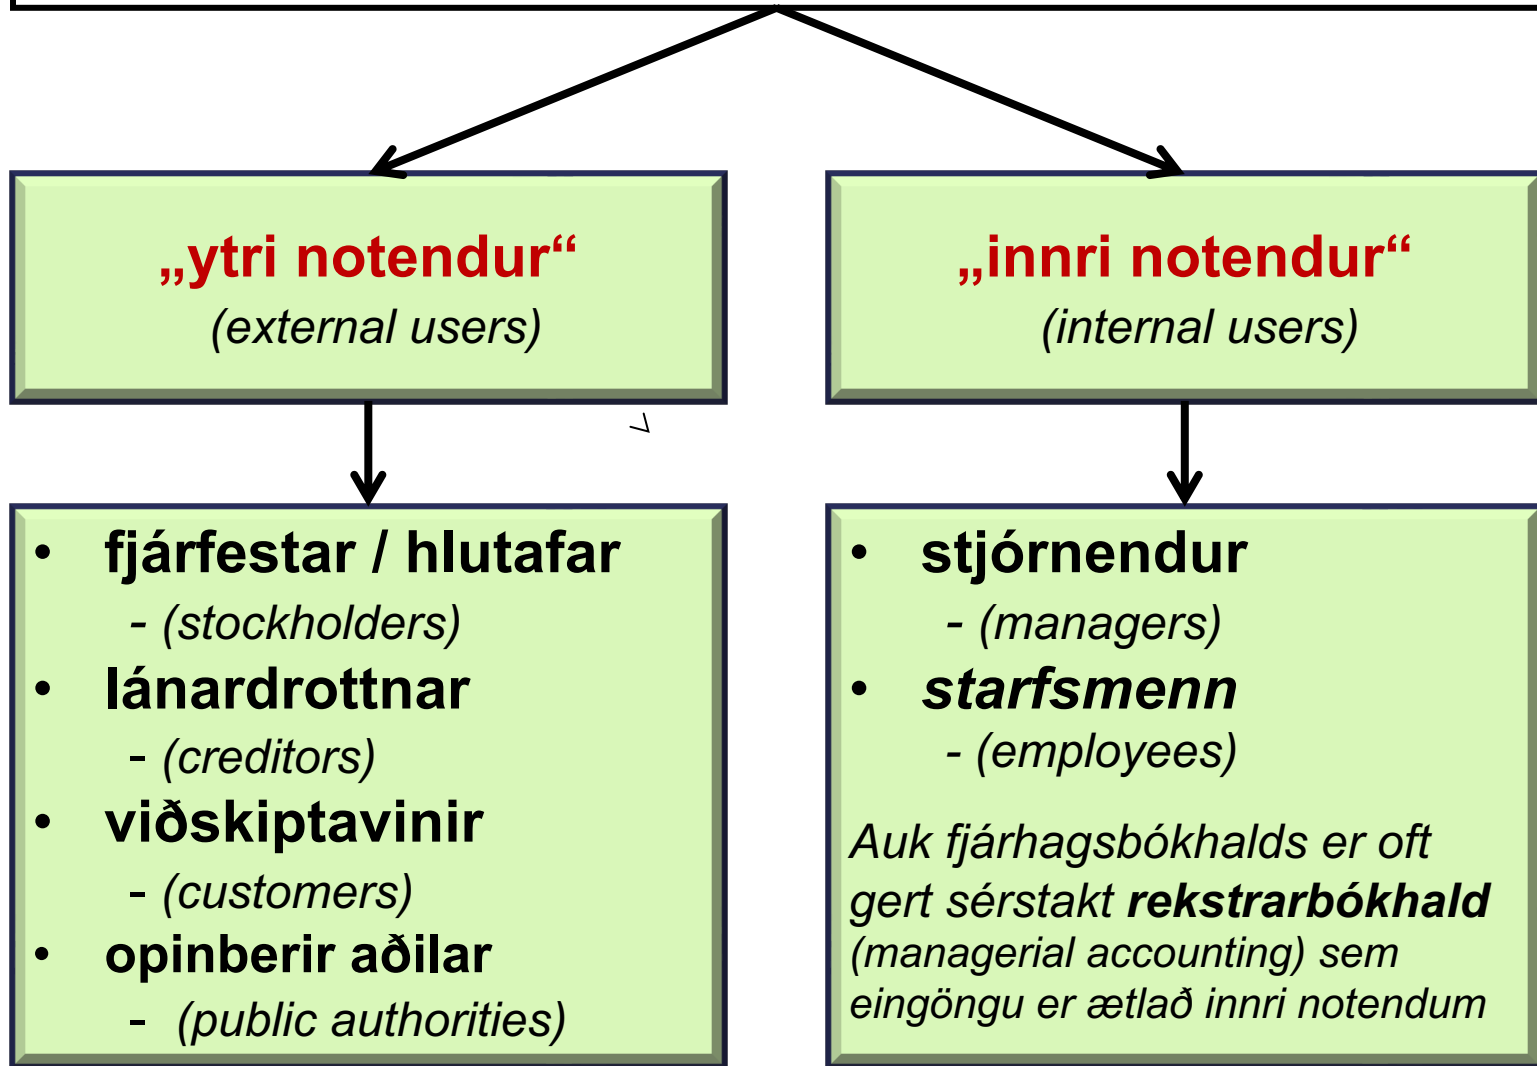 „ytri notendur“
(external users)
„innri notendur“
(internal users)
• fjárfestar / hlutafar
- (stockholders)
• lánardrottnar
- (creditors)
• viðskiptavinir
- (customers)
• opinberir aðilar
- (public authorities)
• stjórnendur
- (managers)
• starfsmenn
- (employees)
Auk fjárhagsbókhalds er oft
gert sérstakt rekstrarbókhald
(managerial accounting) sem
eingöngu er ætlað innri notendum